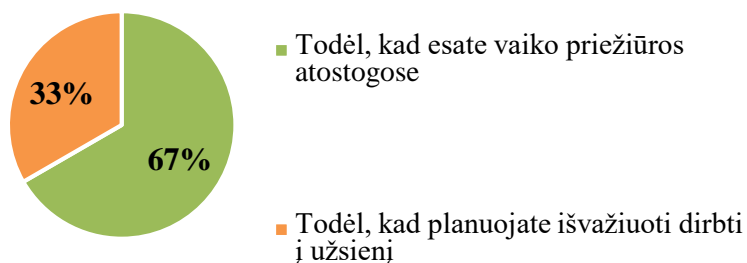 33%
67%
Todėl, kad esate vaiko priežiūros
atostogose
Todėl, kad planuojate išvažiuoti dirbti
į užsienį